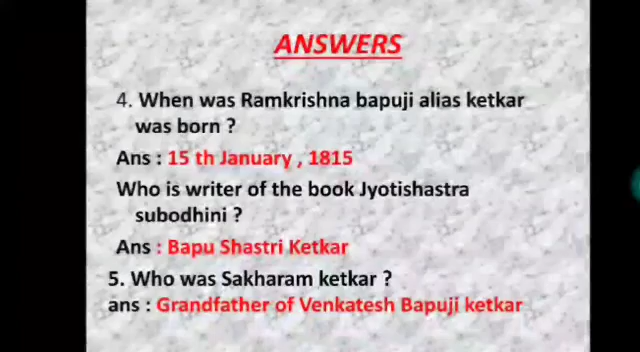 ANSWERS
4. When was Ramkrishna bapuji alias ketkar
was born ?
Ans : 15 th January , 1815
Who is writer of the book Jyotishastra
subodhini ?
Ans : Bapu Shastri Ketkar
5. Who was Sakharam ketkar ?
ans : Grandfather of Venkatesh Bapuji ketkar